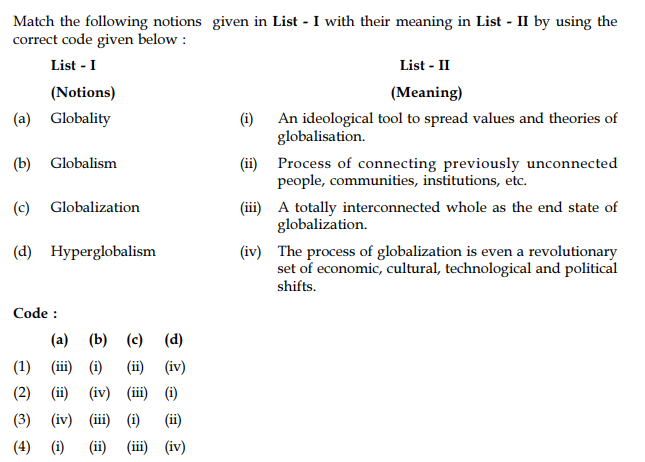 Match the following notions given in List - I with their meaning in List - II by using the
correct code given below :
List - I List - II
(Notions) (Meaning)
(a) Globality (i) An ideological tool to spread values and theories of
globalisation.
(b) Globalism (ii) Process of connecting previously unconnected
people, communities, institutions, etc.
(c) Globalization (iii) A totally interconnected whole as the end state of
globalization.
(d) Hyperglobalism (iv) The process of globalization is even a revolutionary
set of economic, cultural, technological and political
shifts.
Code :
(a) (b) (c) (d)
(1) (iii) (i) (ii) (iv)
(2) (ii) (iv) (iii) (i)
(3) (iv) (iii) (i) (ii)
(4) (i) (ii) (iii) (iv)